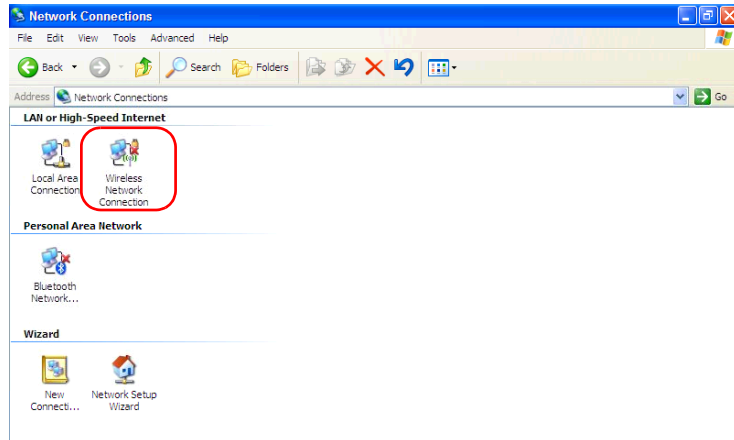 Network Connections
File Edit View Tools Advanced Help
Back Search Folders
Address Network Connections Go
LAN or High-Speed Internet
Local Area Connection
Wireless Network Connection
Personal Area Network
Bluetooth Network...
Wizard
New Connecti...
Network Setup Wizard